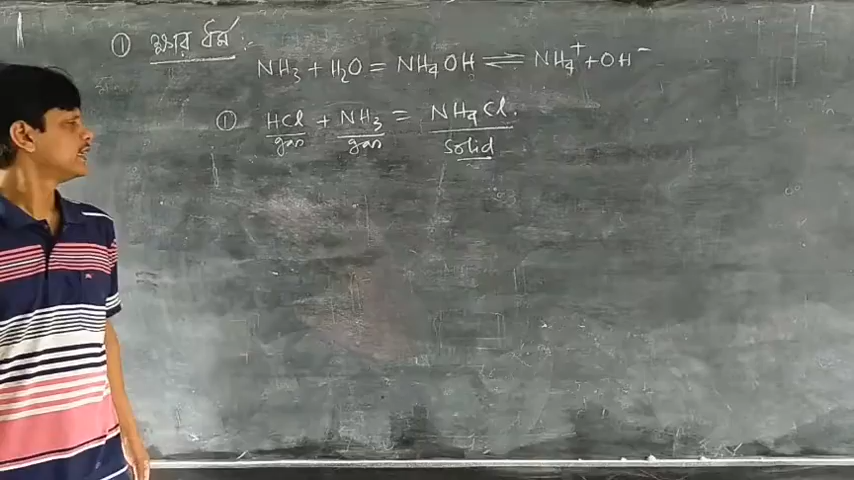 ① ক্ষার ধর্ম
NH₃ + H₂O = NH₄OH ⇌ NH₄⁺ + OH⁻
① HCl + NH₃ = NH₄Cl.
gas gas solid